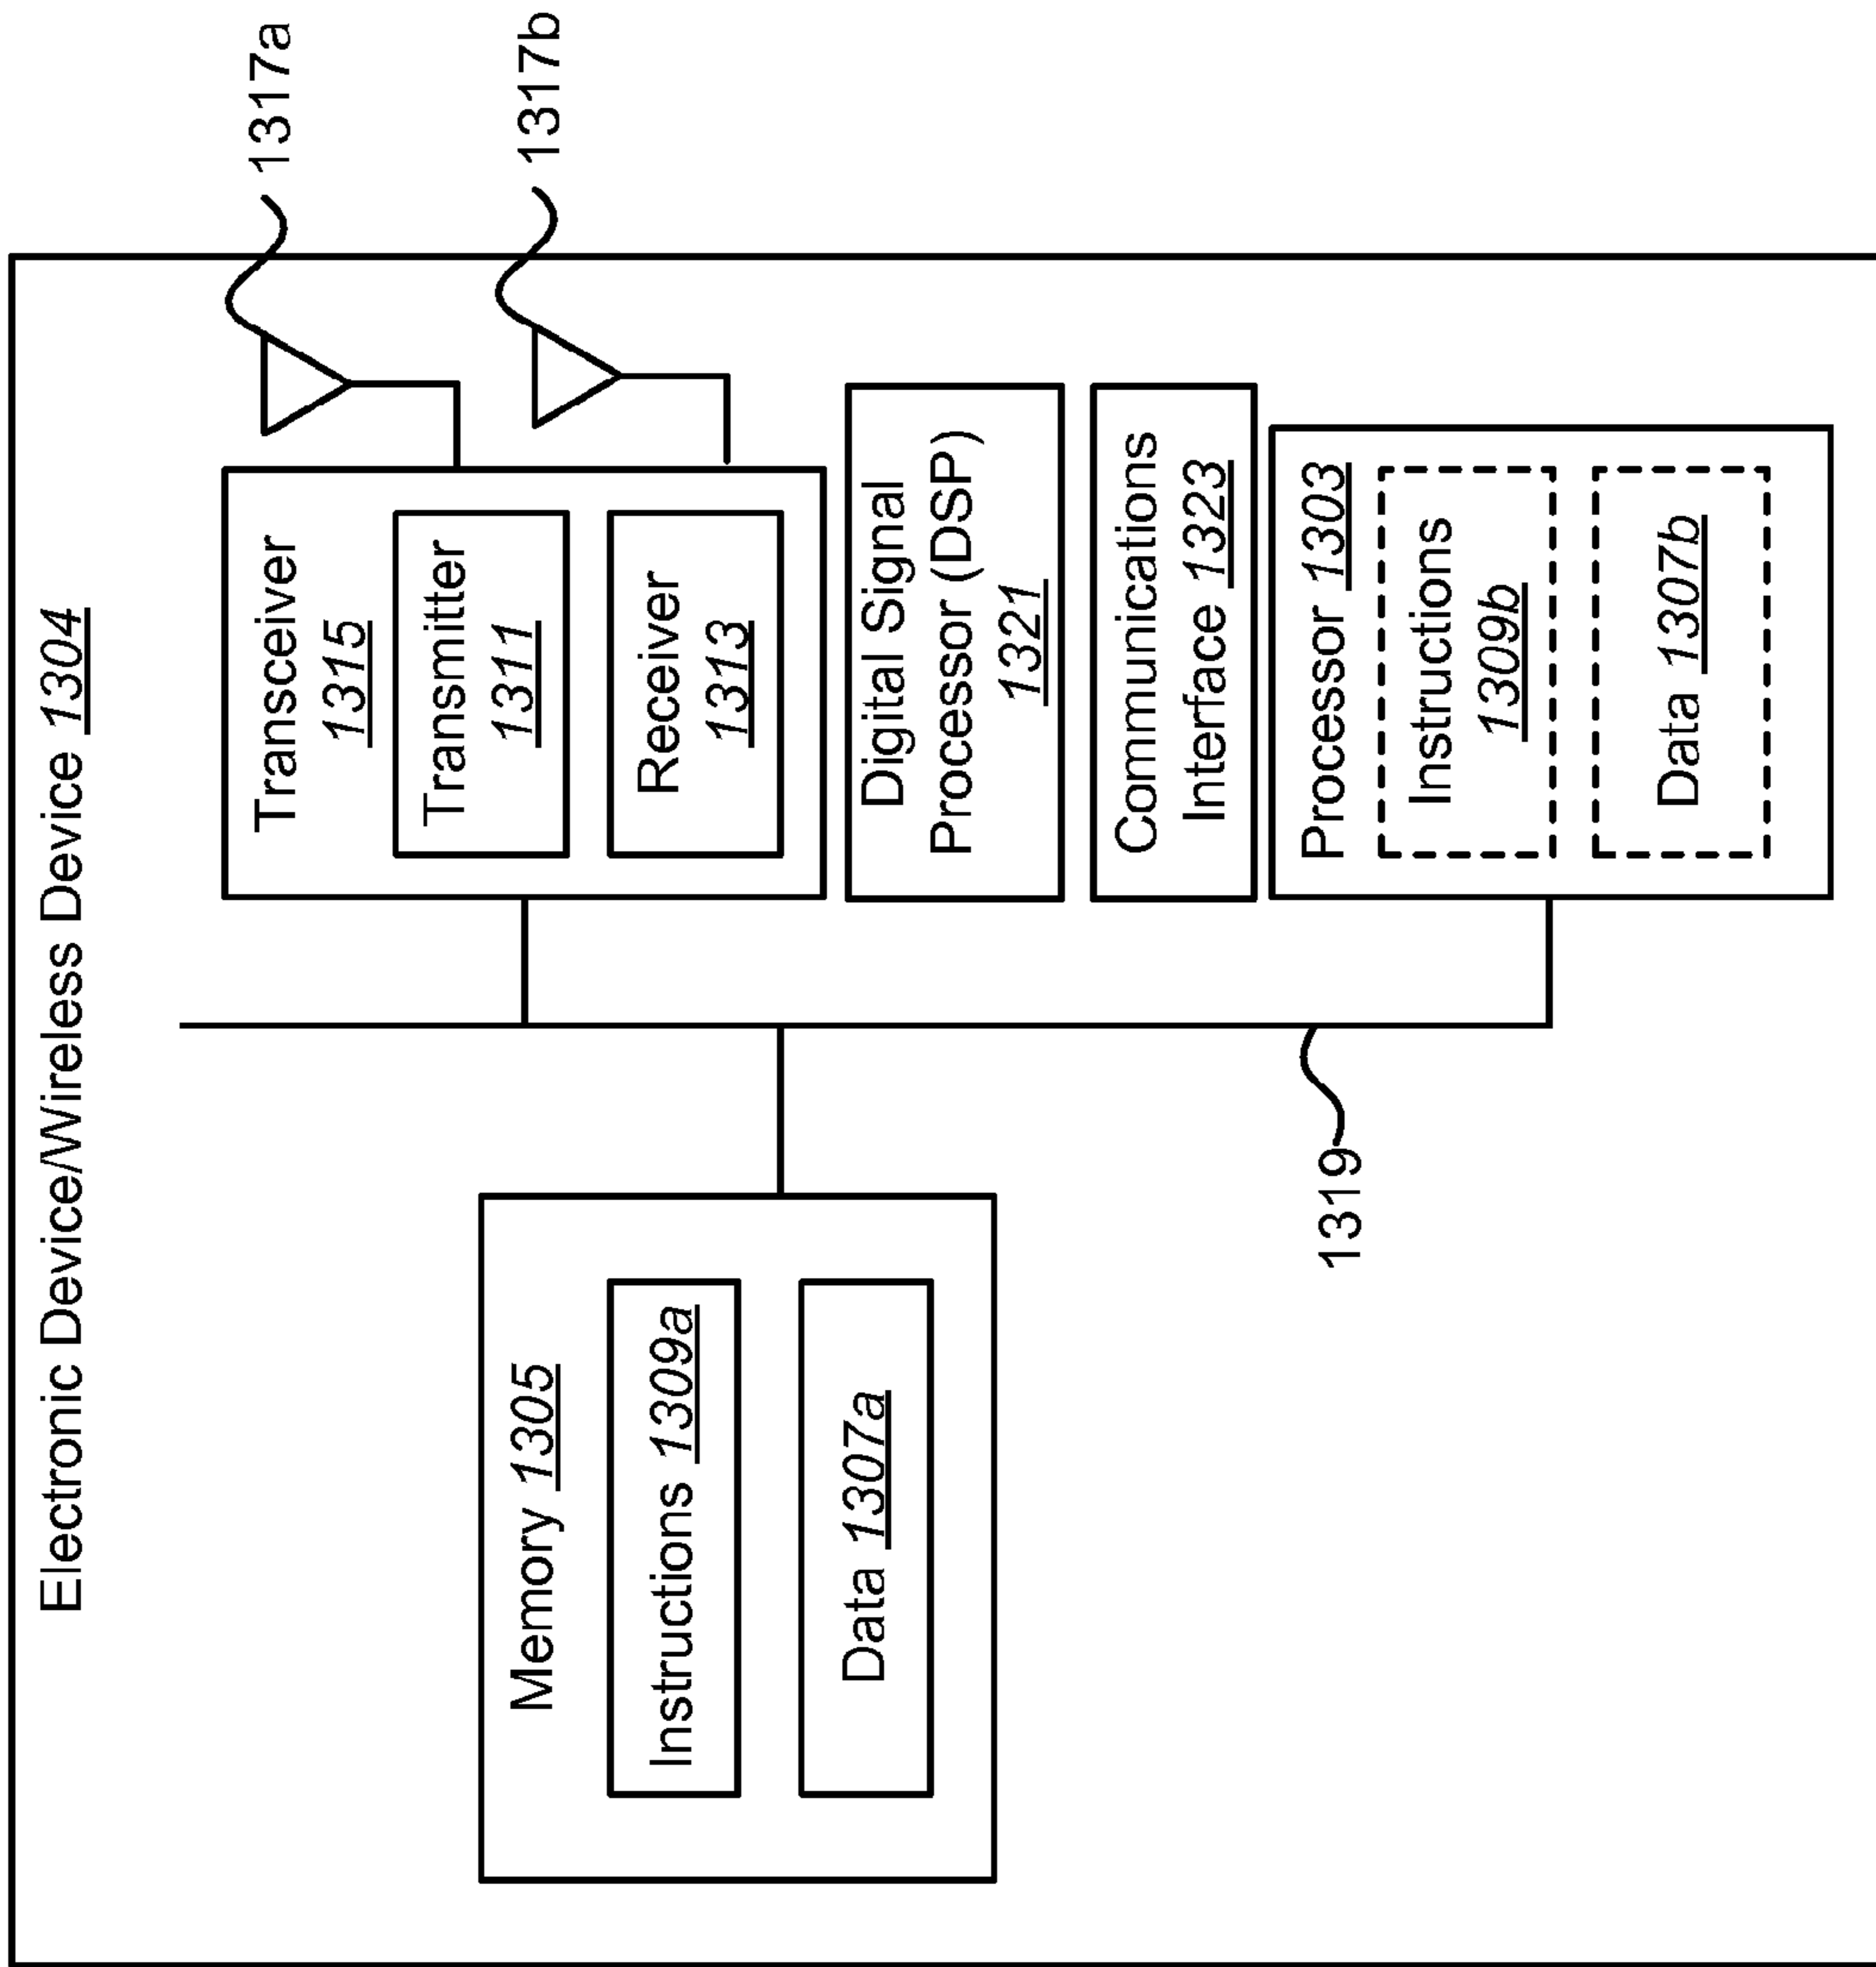 Electronic Device/Wireless Device 1304
1317a
Transceiver
1315
Transmitter
1311
1317b
Memory 1305
Instructions 1309a
Receiver
1313
Data 1307a
Digital Signal
Processor (DSP)
1321
Communications
Interface 1323
1319
Processor 1303
Instructions
1309b
Data 1307b